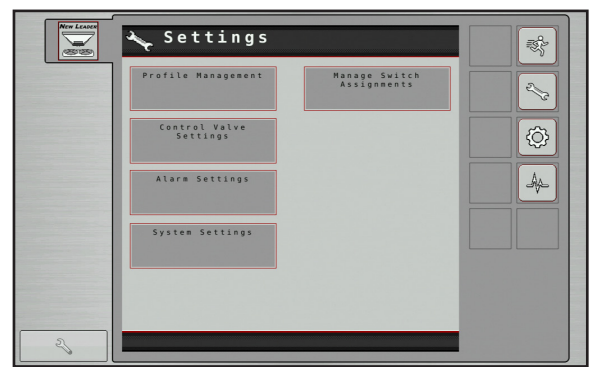 New Leader
Settings
Profile Management
Manage Switch
Assignments
Control Valve
Settings
Alarm Settings
System Settings